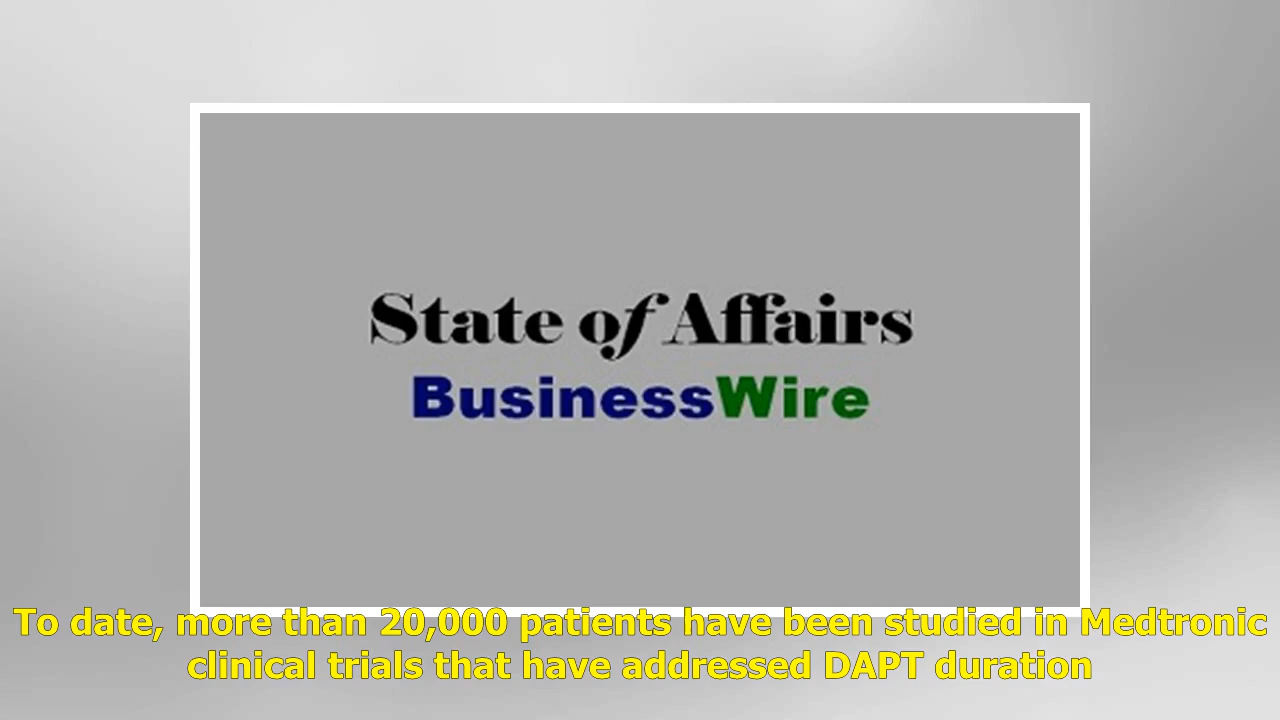 State of Affairs
BusinessWire
To date, more than 20,000 patients have been studied in Medtronic
clinical trials that have addressed DAPT duration